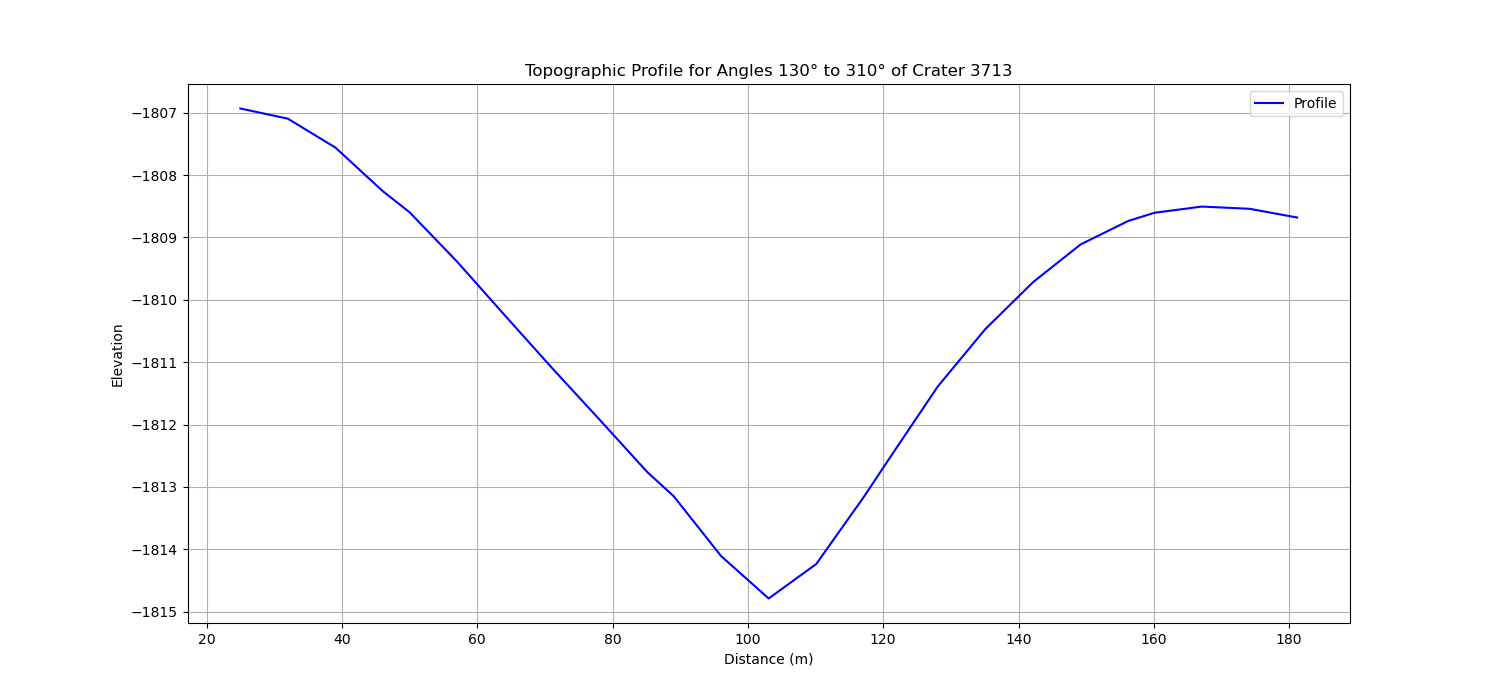 Topographic Profile for Angles 130° to 310° of Crater 3713
Profile
−1807
−1808
−1809
−1810
−1811
−1812
−1813
−1814
−1815
Elevation
20 40 60 80 100 120 140 160 180
Distance (m)